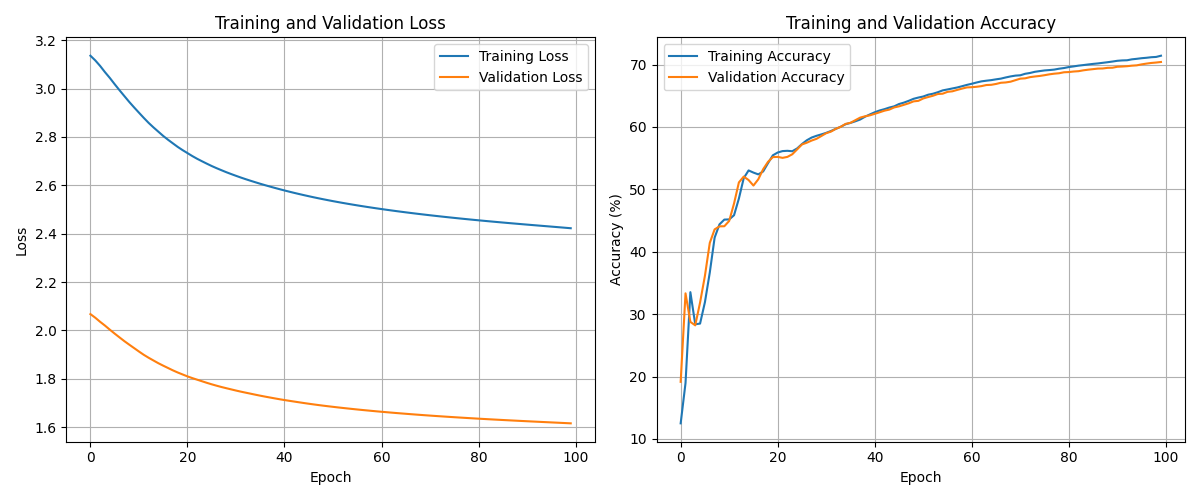 Training and Validation Loss
Training and Validation Accuracy
3.2
3.0
2.8
2.6
2.4
2.2
2.0
1.8
1.6
Loss
Training Loss
Validation Loss
0
20
40
60
80
100
Epoch
70
60
50
40
30
20
10
Accuracy (%)
Training Accuracy
Validation Accuracy
0
20
40
60
80
100
Epoch